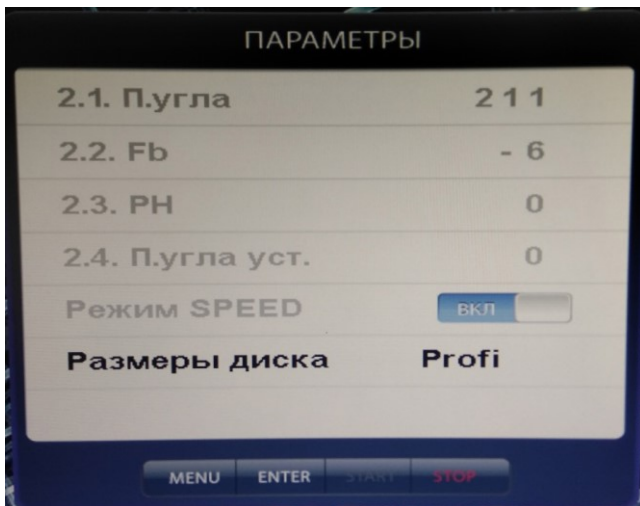 ПАРАМЕТРЫ
2.1. П.угла 211
2.2. Fb - 6
2.3. PH 0
2.4. П.угла уст. 0
Режим SPEED ВКЛ
Размеры диска Profi
MENU ENTER START STOP